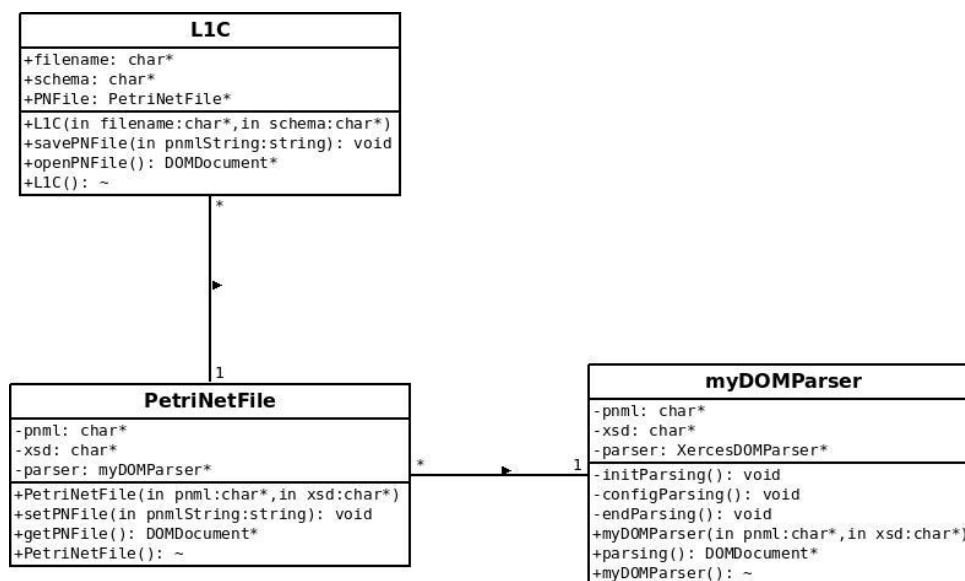 L1C
+filename: char*
+schema: char*
+PNFile: PetriNetFile*
+L1C(in filename:char*,in schema:char*)
+savePNFile(in pnmlString:string): void
+openPNFile(): DOMDocument*
+L1C(): ~
*
1
PetriNetFile
-pnml: char*
-xsd: char*
-parser: myDOMParser*
+PetriNetFile(in pnml:char*,in xsd:char*)
+setPNFile(in pnmlString:string): void
+getPNFile(): DOMDocument*
+PetriNetFile(): ~
*
1
myDOMParser
-pnml: char*
-xsd: char*
-parser: XercesDOMParser*
-initParsing(): void
-configParsing(): void
-endParsing(): void
+myDOMParser(in pnml:char*,in xsd:char*)
+parsing(): DOMDocument*
+myDOMParser(): ~